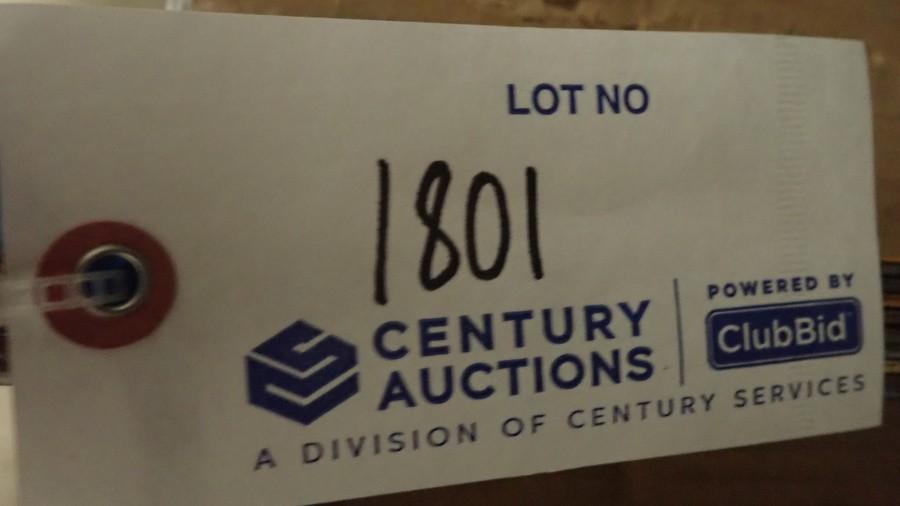 LOT NO
1801
CENTURY
AUCTIONS
POWERED BY
ClubBid
A DIVISION OF CENTURY SERVICES